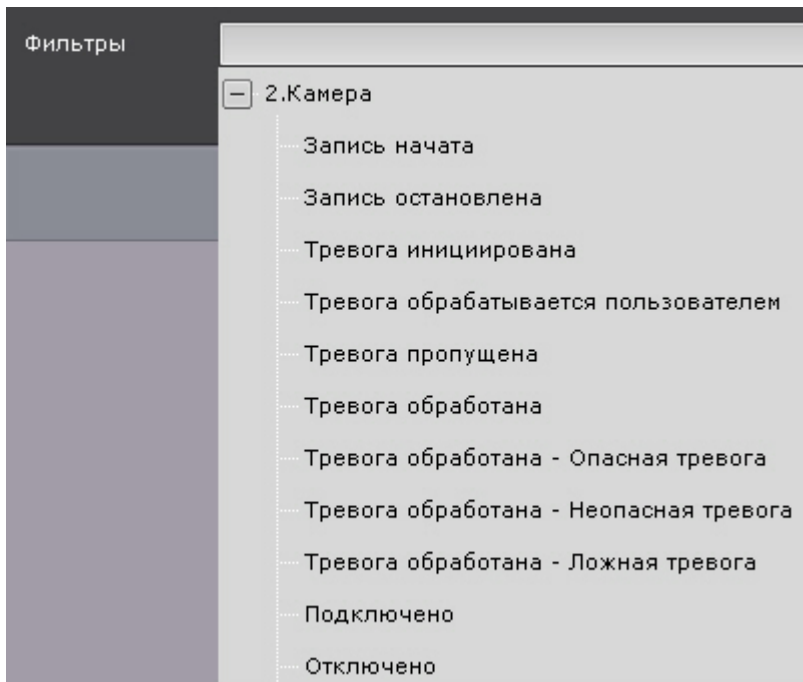 Фильтры
2.Камера
Запись начата
Запись остановлена
Тревога инициирована
Тревога обрабатывается пользователем
Тревога пропущена
Тревога обработана
Тревога обработана - Опасная тревога
Тревога обработана - Неопасная тревога
Тревога обработана - Ложная тревога
Подключено
Отключено